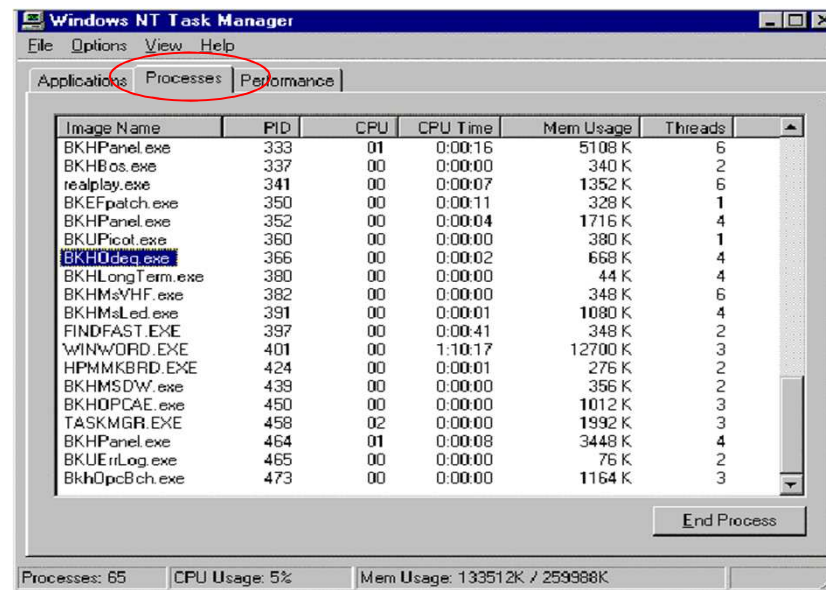 Windows NT Task Manager
File Options View Help
Applications Processes Performance
Image Name PID CPU CPU Time Mem Usage Threads
BKHPanel.exe 333 01 0:00:16 5108 K 6
BKHBos.exe 337 00 0:00:00 340 K 2
realplay.exe 341 00 0:00:07 1352 K 6
BKEFpatch.exe 350 00 0:00:11 328 K 1
BKHPanel.exe 352 00 0:00:04 1716 K 4
BKUPicot.exe 360 00 0:00:00 380 K 1
BKHOdeq.exe 366 00 0:00:02 668 K 4
BKHLongTerm.exe 380 00 0:00:00 44 K 4
BKHMsVHF.exe 382 00 0:00:00 348 K 6
BKHMsLed.exe 391 00 0:00:01 1080 K 4
FINDFAST.EXE 397 00 0:00:41 348 K 2
WINWORD.EXE 401 00 1:10:17 12700 K 3
HPMMKBRD.EXE 424 00 0:00:01 276 K 2
BKHMSDW.exe 439 00 0:00:00 356 K 2
BKHOPCAE.exe 450 00 0:00:00 1012 K 3
TASKMGR.EXE 458 02 0:00:00 1992 K 3
BKHPanel.exe 464 01 0:00:08 3448 K 4
BKUErrLog.exe 465 00 0:00:00 76 K 2
BkhOpcBch.exe 473 00 0:00:00 1164 K 3
End Process
Processes: 65 CPU Usage: 5% Mem Usage: 133512K / 259988K